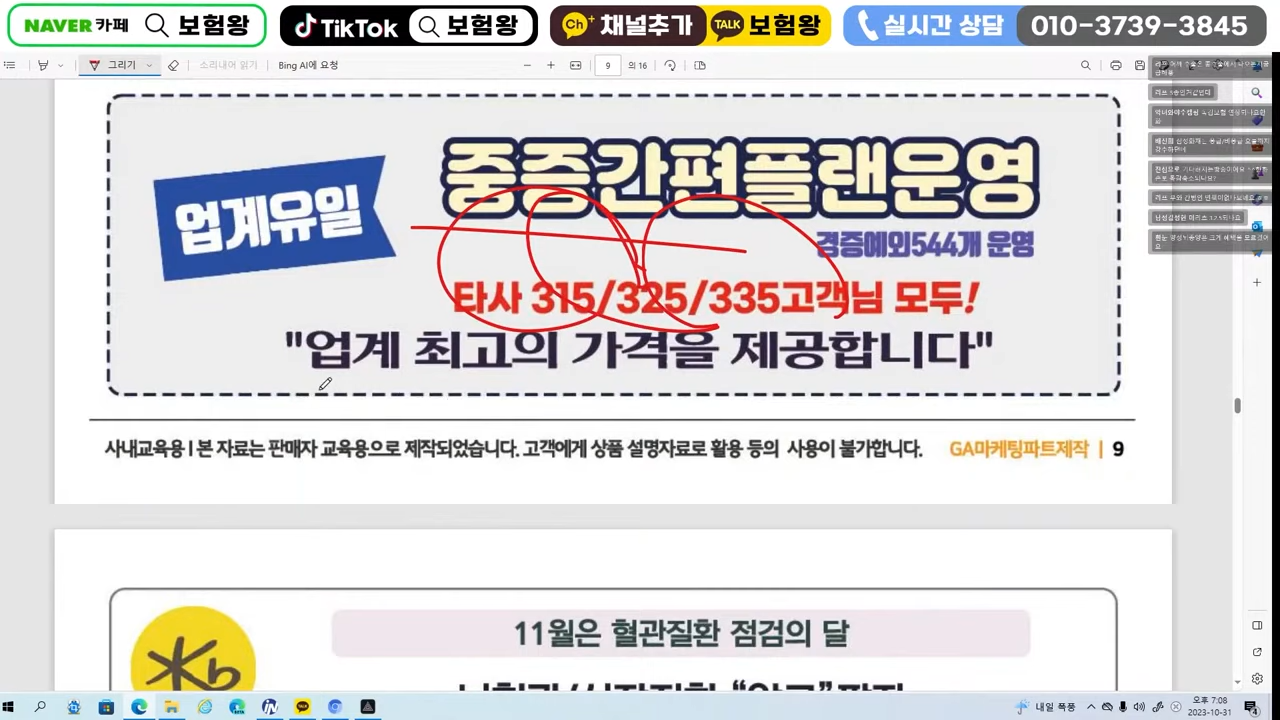 NAVER 카페 보험왕 TikTok 보험왕 Ch+ 채널추가 TALK 보험왕 실시간 상담 010-3739-3845
그리기 소리내어 읽기 Bing AI에 요청 9 의 16
업계유일
중증간편플랜운영
경증예외544개 운영
타사 315/325/335고객님 모두!
"업계 최고의 가격을 제공합니다"
사내교육용 I 본 자료는 판매자 교육용으로 제작되었습니다. 고객에게 상품 설명자료로 활용 등의 사용이 불가합니다. GA마케팅파트제작 | 9
11월은 혈관질환 점검의 달
내일 폭풍 오후 7:08
2023-10-31